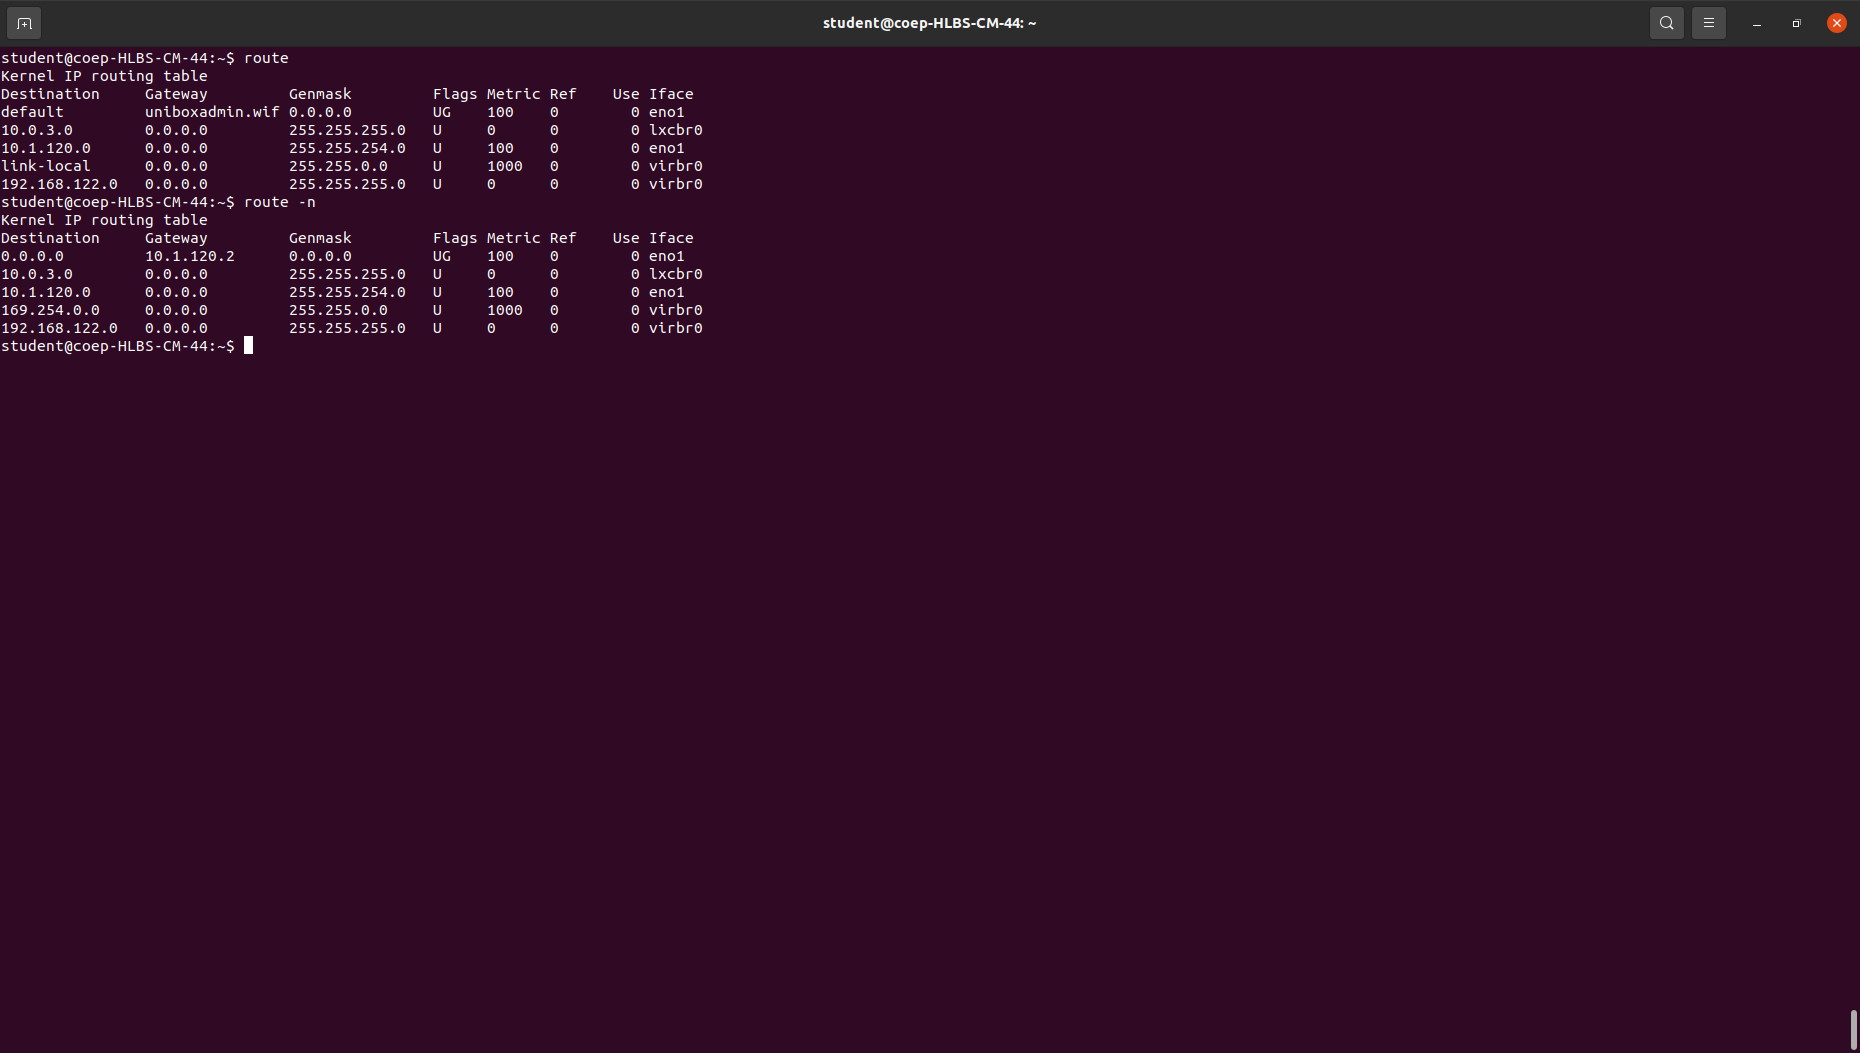 student@coep-HLBS-CM-44: ~
student@coep-HLBS-CM-44:~$ route
Kernel IP routing table
Destination     Gateway         Genmask         Flags Metric Ref    Use Iface
default         uniboxadmin.wif 0.0.0.0         UG    100    0        0 eno1
10.0.3.0        0.0.0.0         255.255.255.0   U     0      0        0 lxcbr0
10.1.120.0      0.0.0.0         255.255.254.0   U     100    0        0 eno1
link-local      0.0.0.0         255.255.0.0     U     1000   0        0 virbr0
192.168.122.0   0.0.0.0         255.255.255.0   U     0      0        0 virbr0
student@coep-HLBS-CM-44:~$ route -n
Kernel IP routing table
Destination     Gateway         Genmask         Flags Metric Ref    Use Iface
0.0.0.0         10.1.120.2      0.0.0.0         UG    100    0        0 eno1
10.0.3.0        0.0.0.0         255.255.255.0   U     0      0        0 lxcbr0
10.1.120.0      0.0.0.0         255.255.254.0   U     100    0        0 eno1
169.254.0.0     0.0.0.0         255.255.0.0     U     1000   0        0 virbr0
192.168.122.0   0.0.0.0         255.255.255.0   U     0      0        0 virbr0
student@coep-HLBS-CM-44:~$